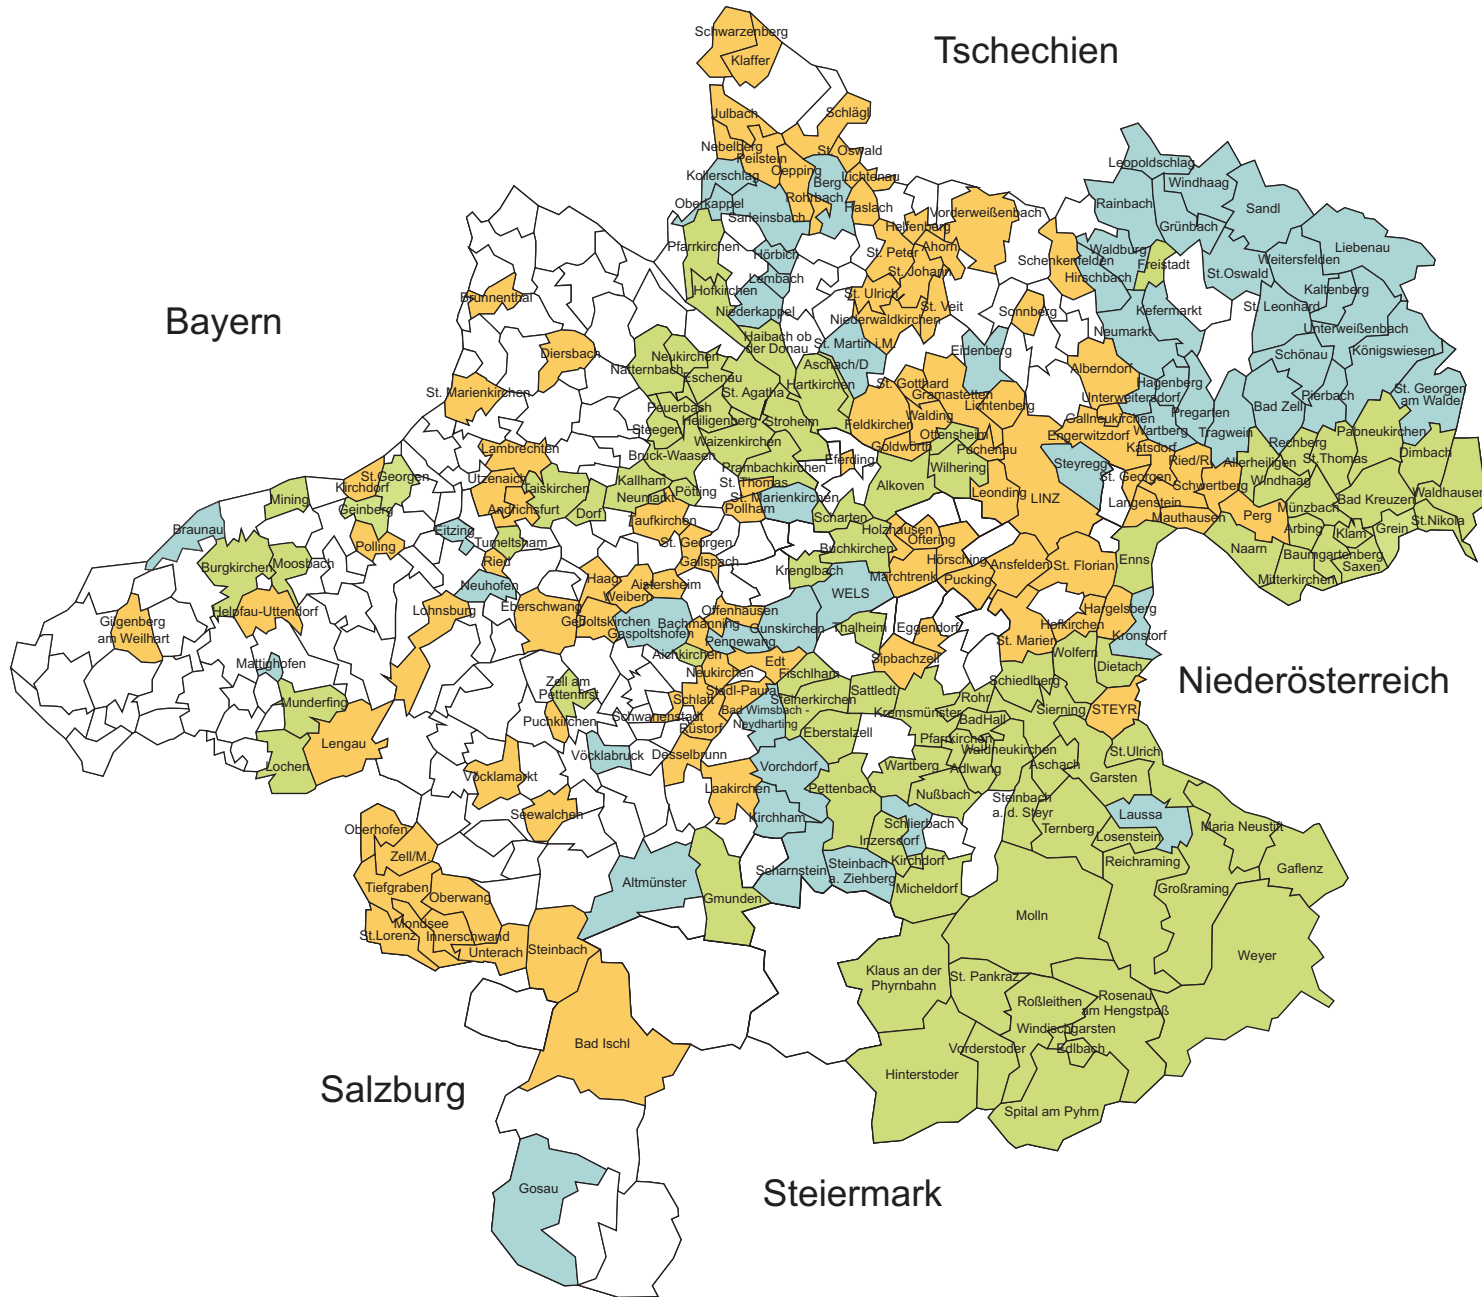 Schwarzenberg
Klaffer
Tschechien
Julbach
Schlägl
Nebelberg
Peilstein
St. Oswald
Oepping
Kollerschlag
Berg
Lichtenau
Rohrbach
Oberkappel
Sarleinsbach
Haslach
Leopoldschlag
Windhaag
Rainbach
Sandl
Grünbach
Vorderweißenbach
Helfenberg
Ahorn
Pfarrkirchen
Hörbich
St. Peter
St. Johann
Schenkenfelden
Waldburg
Hirschbach
Freistadt
Liebenau
Weitersfelden
St.Oswald
Kaltenberg
Lembach
Hofkirchen
Niederkappel
St. Ulrich
St. Veit
Niederwaldkirchen
Sonnberg
Kefermarkt
St. Leonhard
Neumarkt
Unterweißenbach
Königswiesen
Schönau
Brunnenthal
Bayern
Diersbach
Neukirchen
Natternbach
Haibach ob
der Donau
St. Martin i.M.
Eidenberg
Aschach/D
Eschenau
St. Agatha
Hartkirchen
St. Gotthard
Gramastetten
Alberndorf
Hagenberg
Unterweitersdorf
St. Georgen
am Walde
Pierbach
Bad Zell
St. Marienkirchen
Peuerbach
Heiligenberg
Steegen
Stroheim
Waizenkirchen
Feldkirchen
Walding
Lichtenberg
Gallneukirchen
Pregarten
Wartberg
Tragwein
Engerwitzdorf
Rechberg
Pabneukirchen
Goldwörth
Ottensheim
Puchenau
Katsdorf
Lambrechten
Bruck-Waasen
Prambachkirchen
Eferding
Wilhering
Steyregg
Ried/R.
Allerheiligen
St.Thomas
Dimbach
St.Georgen
Kirchdorf
Utzenaich
Taiskirchen
Kallham
Neumarkt
Pötting
St. Thomas
St. Marienkirchen
Pollham
Alkoven
Leonding
LINZ
St. Georgen
Schwertberg
Windhaag
Langenstein
Mauthausen
Münzbach
Bad Kreuzen
Waldhausen
Mining
Geinberg
Andrichsfurt
Dorf
Taufkirchen
Scharten
Holzhausen
Perg
Arbing
Klam
Grein
St.Nikola
Braunau
Eitzing
Tumeltsham
Polling
St. Georgen
Oftering
Buchkirchen
Naarn
Baumgartenberg
Saxen
Mitterkirchen
Burgkirchen
Moosbach
Ried
Gallspach
Hörsching
Ansfelden
St. Florian
Enns
Krenglbach
Marchtrenk
Pucking
Neuhofen
Haag
Aistersheim
Weibern
WELS
Helpfau-Uttendorf
Lohnsburg
Eberschwang
Geboltskirchen
Offenhausen
Bachmanning
Gunskirchen
Thalheim
Eggendorf
Hargelsberg
Hofkirchen
Gilgenberg
am Weilhart
Gaspoltshofen
Pennewang
St. Marien
Kronstorf
Wolfern
Aichkirchen
Edt
Sipbachzell
Dietach
Mattighofen
Neukirchen
Fischlham
Niederösterreich
Zell am
Pettenfirst
Stadl-Paura
Steinerkirchen
Sattledt
Schiedlberg
Rohr
Munderfing
Schlatt
Bad Wimsbach -
Neydharting
Kremsmünster
Sierning
STEYR
Puchkirchen
Schwanenstadt
Rüstorf
BadHall
Eberstalzell
Pfarrkirchen
Waldneukirchen
St.Ulrich
Lengau
Lochen
Vöcklabruck
Desselbrunn
Vorchdorf
Wartberg
Adlwang
Aschach
Garsten
Vöcklamarkt
Laakirchen
Pettenbach
Nußbach
Seewalchen
Kirchham
Schlierbach
Steinbach
a. d. Steyr
Laussa
Oberhofen
Inzersdorf
Ternberg
Losenstein
Maria Neustift
Zell/M.
Scharnstein
Steinbach
a. Ziehberg
Kirchdorf
Reichraming
Gaflenz
Tiefgraben
Oberwang
Altmünster
Gmunden
Micheldorf
Großraming
Mondsee
St.Lorenz
Innerschwand
Unterach
Steinbach
Molln
Weyer
Klaus an der
Phyrnbahn
St. Pankraz
Roßleithen
Rosenau
am Hengstpaß
Bad Ischl
Windischgarsten
Vorderstoder
Edlbach
Salzburg
Hinterstoder
Spital am Pyhrn
Gosau
Steiermark